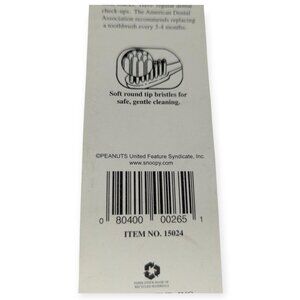 check-ups. The American Dental
Association recommends replacing
a toothbrush every 3-4 months.
Soft round tip bristles for
safe, gentle cleaning.
©PEANUTS United Feature Syndicate, Inc.
www.snoopy.com
0 80400 00265 1
ITEM NO. 15024